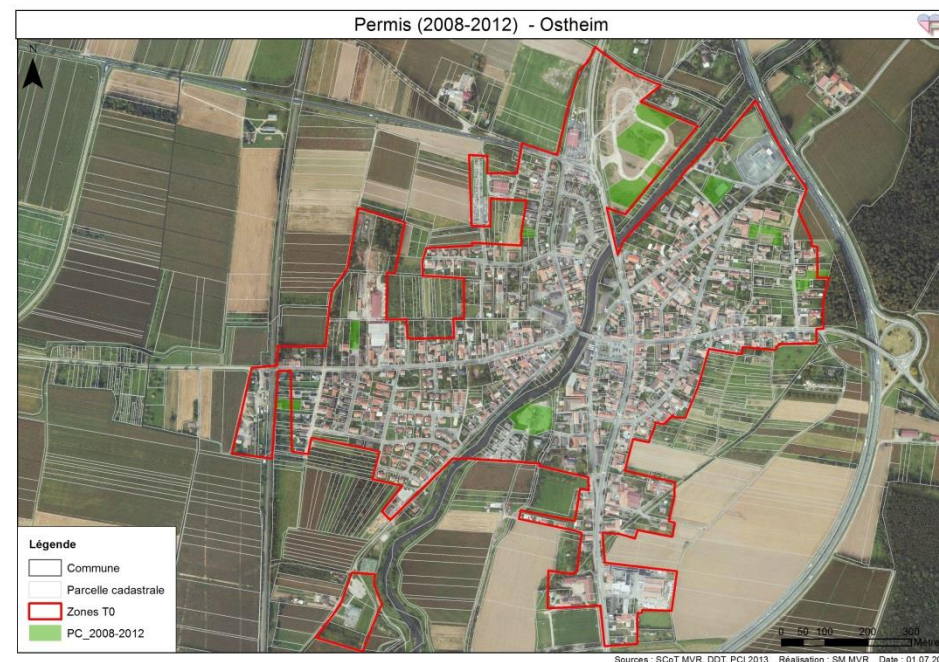 Permis (2008-2012) - Ostheim
N
Légende
Commune
Parcelle cadastrale
Zones T0
PC_2008-2012
0 50 100 200 300
Mètre
Sources : SCoT MVR, DDT, PCI 2013 Réalisation : SM MVR Date : 01.07.20